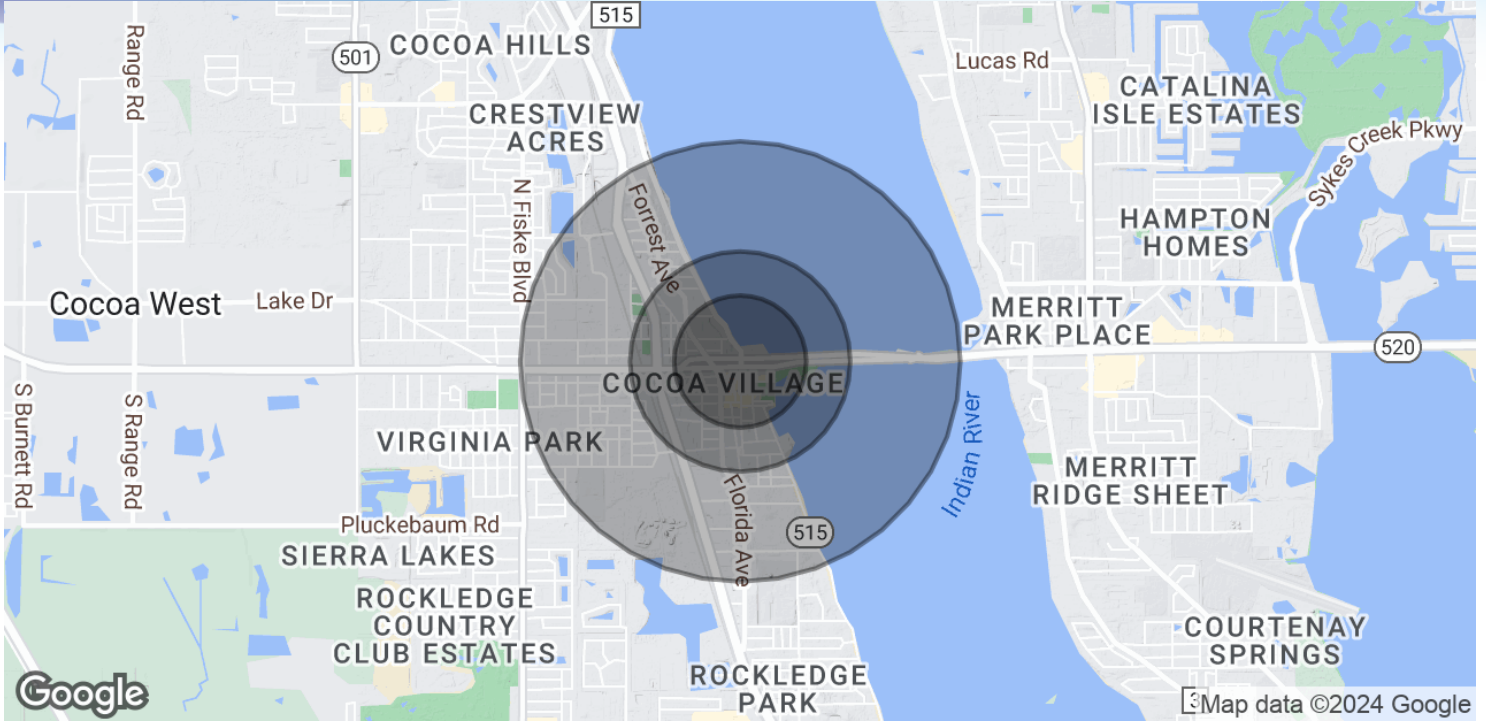 515
COCOA HILLS
501
Range Rd
Lucas Rd
CATALINA
ISLE ESTATES
CRESTVIEW
ACRES
Sykes Creek Pkwy
N Fiske Blvd
Forrest Ave
HAMPTON
HOMES
Cocoa West
Lake Dr
MERRITT
PARK PLACE
520
COCOA VILLAGE
S Burnett Rd
S Range Rd
VIRGINIA PARK
Indian River
MERRITT
RIDGE SHEET
Florida Ave
Pluckebaum Rd
515
SIERRA LAKES
ROCKLEDGE
COUNTRY
CLUB ESTATES
COURTENAY
SPRINGS
ROCKLEDGE
PARK
Google
Map data ©2024 Google